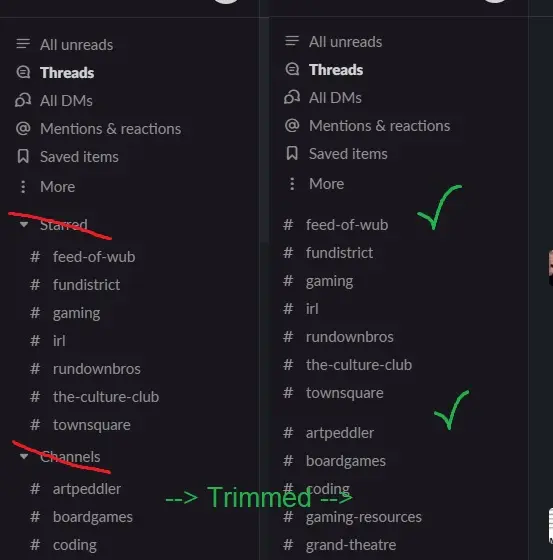 All unreads
Threads
All DMs
Mentions & reactions
Saved items
More
Starred
# feed-of-wub
# fundistrict
# gaming
# irl
# rundownbros
# the-culture-club
# townsquare
Channels
# artpeddler
# boardgames
# coding
--> Trimmed -->
All unreads
Threads
All DMs
Mentions & reactions
Saved items
More
# feed-of-wub
# fundistrict
# gaming
# irl
# rundownbros
# the-culture-club
# townsquare
# artpeddler
# boardgames
# coding
# gaming-resources
# grand-theatre